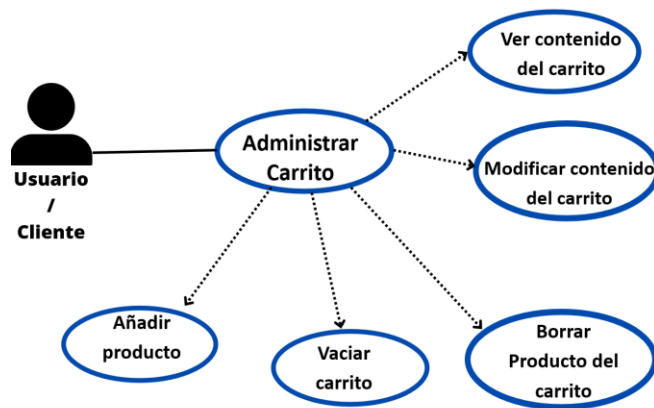 Ver contenido
del carrito
Administrar
Carrito
Modificar contenido
del carrito
Usuario
/
Cliente
Añadir
producto
Vaciar
carrito
Borrar
Producto del
carrito